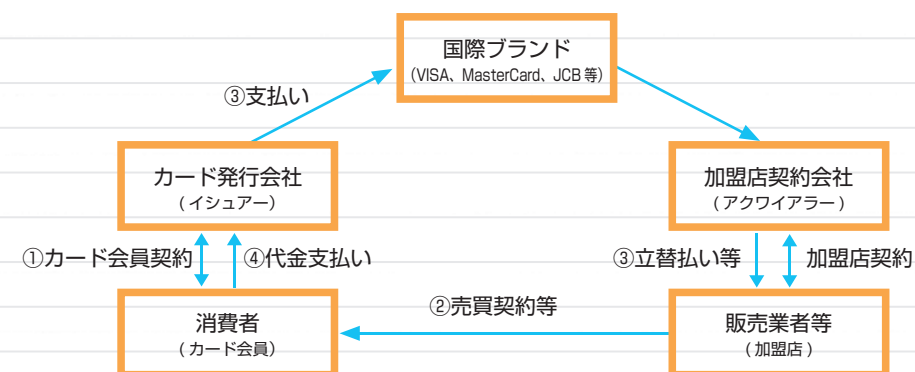 国際ブランド
（VISA、MasterCard、JCB 等）
③支払い
カード発行会社
( イシュアー )
加盟店契約会社
( アクワイアラー )
①カード会員契約
④代金支払い
③立替払い等
加盟店契約
②売買契約等
消費者
( カード会員)
販売業者等
( 加盟店 )